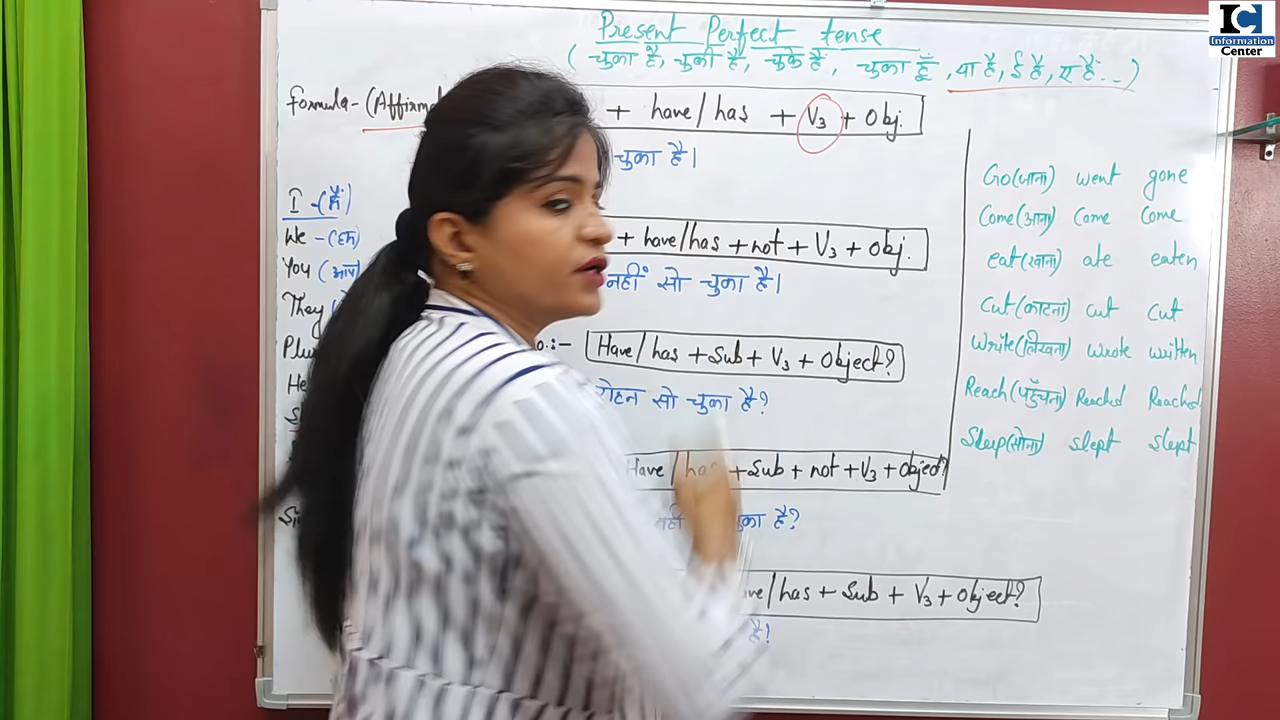 Present Perfect tense
( चुका है, चुकी है, चुके हैं, चुका हूँ, या है, ई है, ए हैं... )
Formula- (Affirma + have/has + V3 + Obj.
चुका है।
+ have/has + not + V3 + Obj.
नहीं सो चुका है।
Have/has + Sub + V3 + Object?
रोहन सो चुका है?
Have/has + Sub + not + V3 + Object?
चुका है?
/has + Sub + V3 + Object?
है?
I - (मैं)
We - (हम)
You (आप)
They
Plu
He
Go(जाना) went gone
Come(आना) Came Come
eat(खाना) ate eaten
Cut(काटना) cut cut
Write(लिखना) wrote written
Reach(पहुँचना) Reached Reached
Sleep(सोना) slept slept
IC
Information
Center